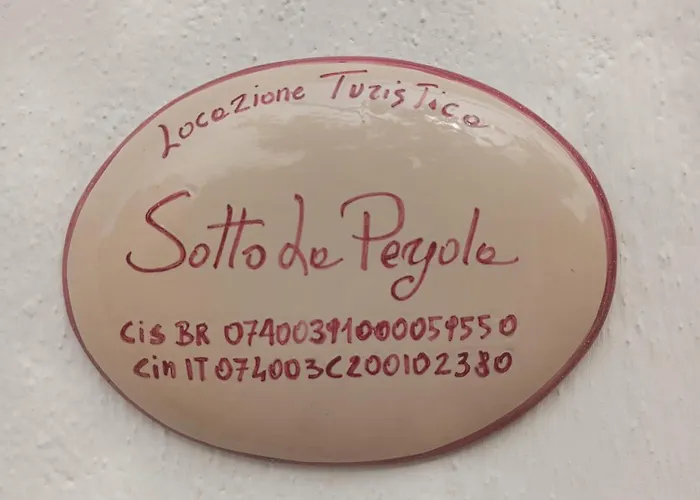 Locazione Turistica
Sotto La Pergola
Cis BR 07400391000059550
Cin IT074003C200102380